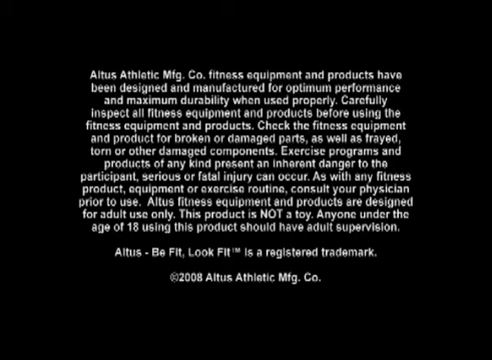 Altus Athletic Mfg. Co. fitness equipment and products have
been designed and manufactured for optimum performance
and maximum durability when used properly. Carefully
inspect all fitness equipment and products before using the
fitness equipment and products. Check the fitness equipment
and product for broken or damaged parts, as well as frayed,
torn or other damaged components. Exercise programs and
products of any kind present an inherent danger to the
participant, serious or fatal injury can occur. As with any fitness
product, equipment or exercise routine, consult your physician
prior to use. Altus fitness equipment and products are designed
for adult use only. This product is NOT a toy. Anyone under the
age of 18 using this product should have adult supervision.
Altus - Be Fit, Look Fit™ is a registered trademark.
©2008 Altus Athletic Mfg. Co.